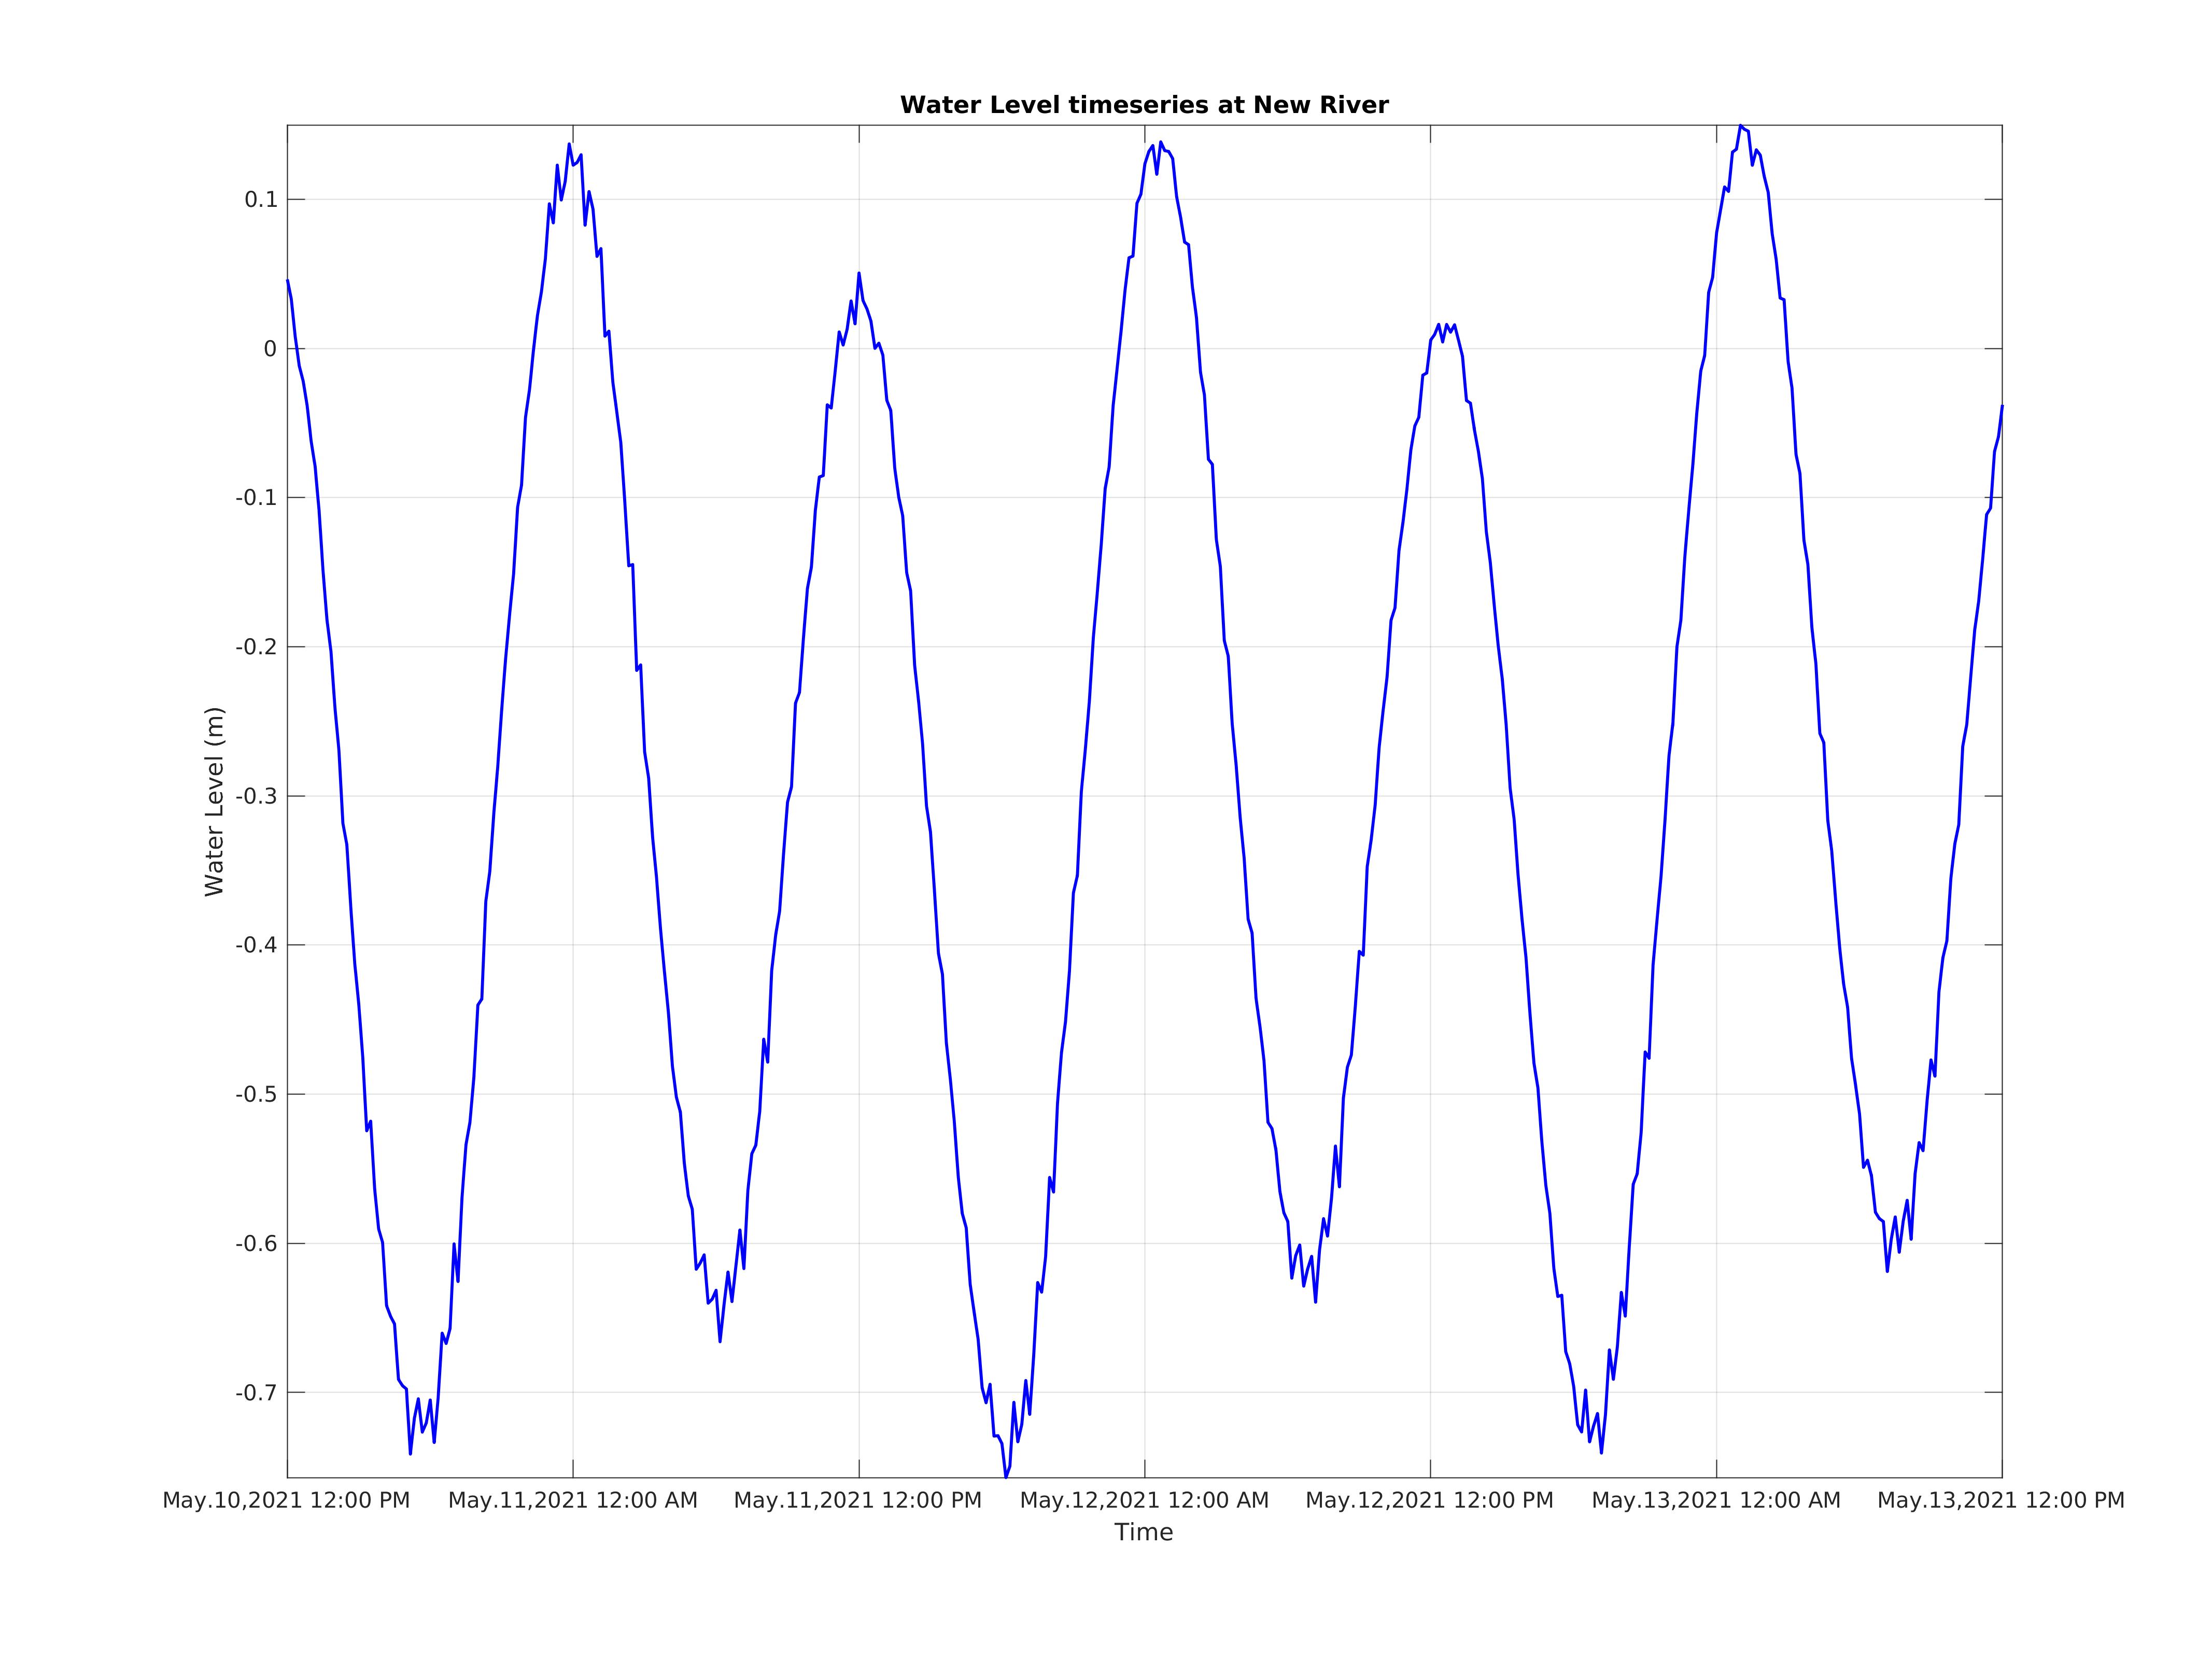 Water Level timeseries at New River
0.1
0
-0.1
-0.2
-0.3
-0.4
-0.5
-0.6
-0.7
Water Level (m)
May.10,2021 12:00 PM May.11,2021 12:00 AM May.11,2021 12:00 PM May.12,2021 12:00 AM May.12,2021 12:00 PM May.13,2021 12:00 AM May.13,2021 12:00 PM
Time